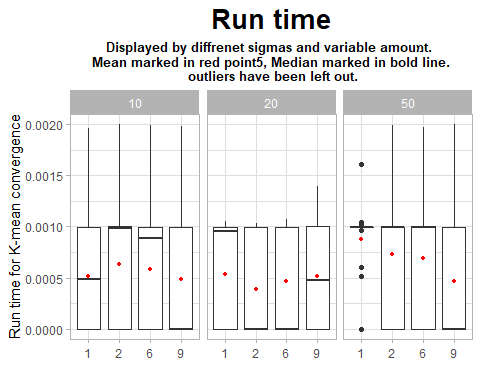 Run time
Displayed by diffrenet sigmas and variable amount.
Mean marked in red point5, Median marked in bold line.
outliers have been left out.
10 20 50
Run time for K-mean convergence
0.0020
0.0015
0.0010
0.0005
0.0000
1 2 6 9 1 2 6 9 1 2 6 9